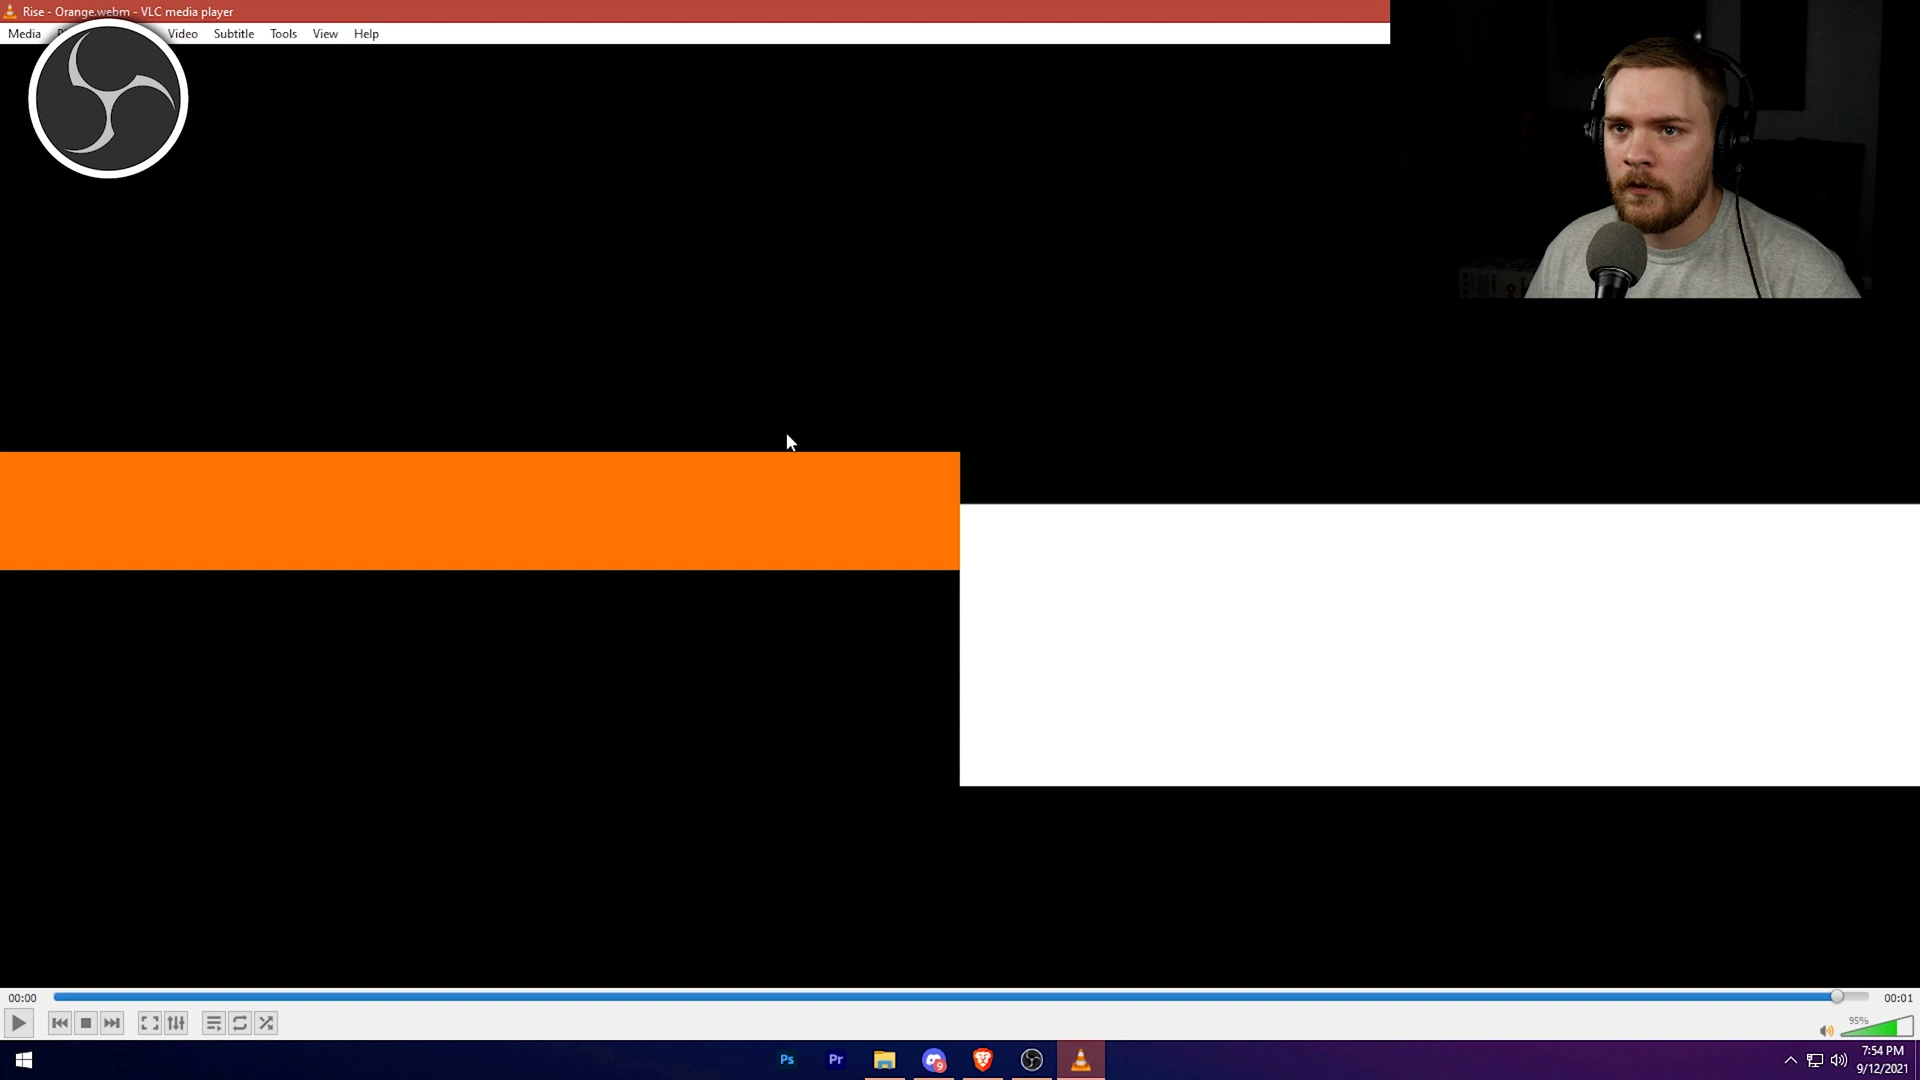 Rise - Orange.webm - VLC media player
Media Video Subtitle Tools View Help
00:00 00:01
95%
Ps Pr 9 7:54 PM
9/12/2021